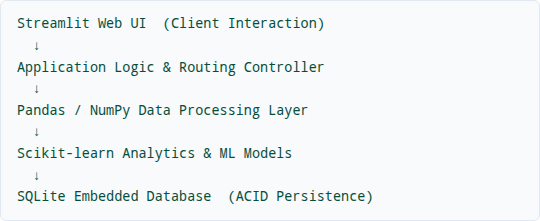 Streamlit Web UI  (Client Interaction)
↓
Application Logic & Routing Controller
↓
Pandas / NumPy Data Processing Layer
↓
Scikit-learn Analytics & ML Models
↓
SQLite Embedded Database  (ACID Persistence)